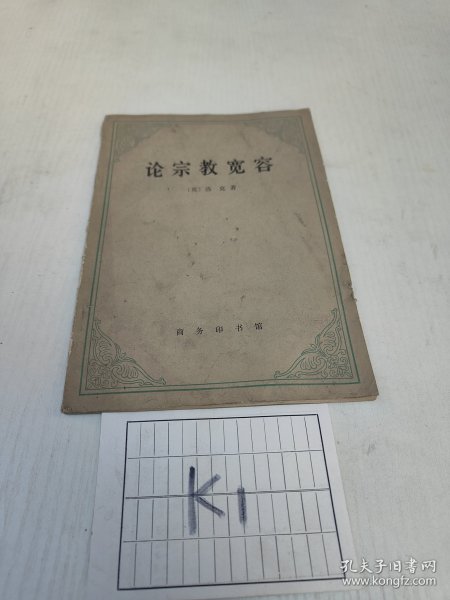 论宗教宽容
〔英〕洛克 著
商务印书馆
K1
孔夫子旧书网
www.kongfz.com